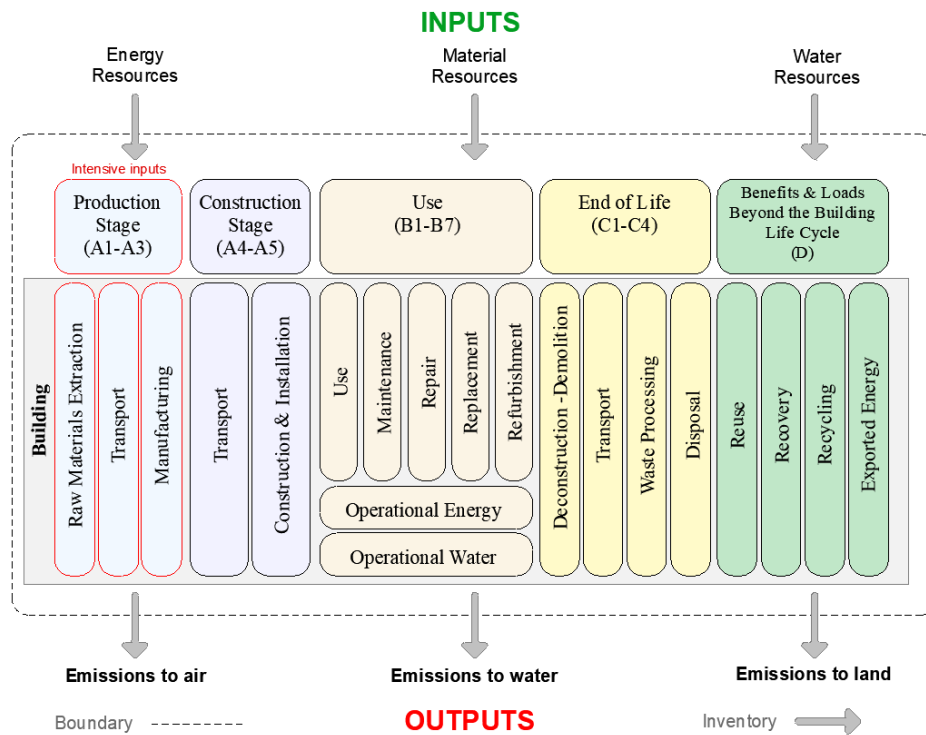 INPUTS
Energy
Resources
Material
Resources
Water
Resources
Intensive inputs
Production
Stage
(A1-A3)
Construction
Stage
(A4-A5)
Use
(B1-B7)
End of Life
(C1-C4)
Benefits & Loads
Beyond the Building
Life Cycle
(D)
Building
Raw Materials Extraction
Transport
Manufacturing
Transport
Construction & Installation
Use
Maintenance
Repair
Replacement
Refurbishment
Operational Energy
Operational Water
Deconstruction -Demolition
Transport
Waste Processing
Disposal
Reuse
Recovery
Recycling
Exported Energy
Emissions to air
Emissions to water
Emissions to land
Boundary
OUTPUTS
Inventory